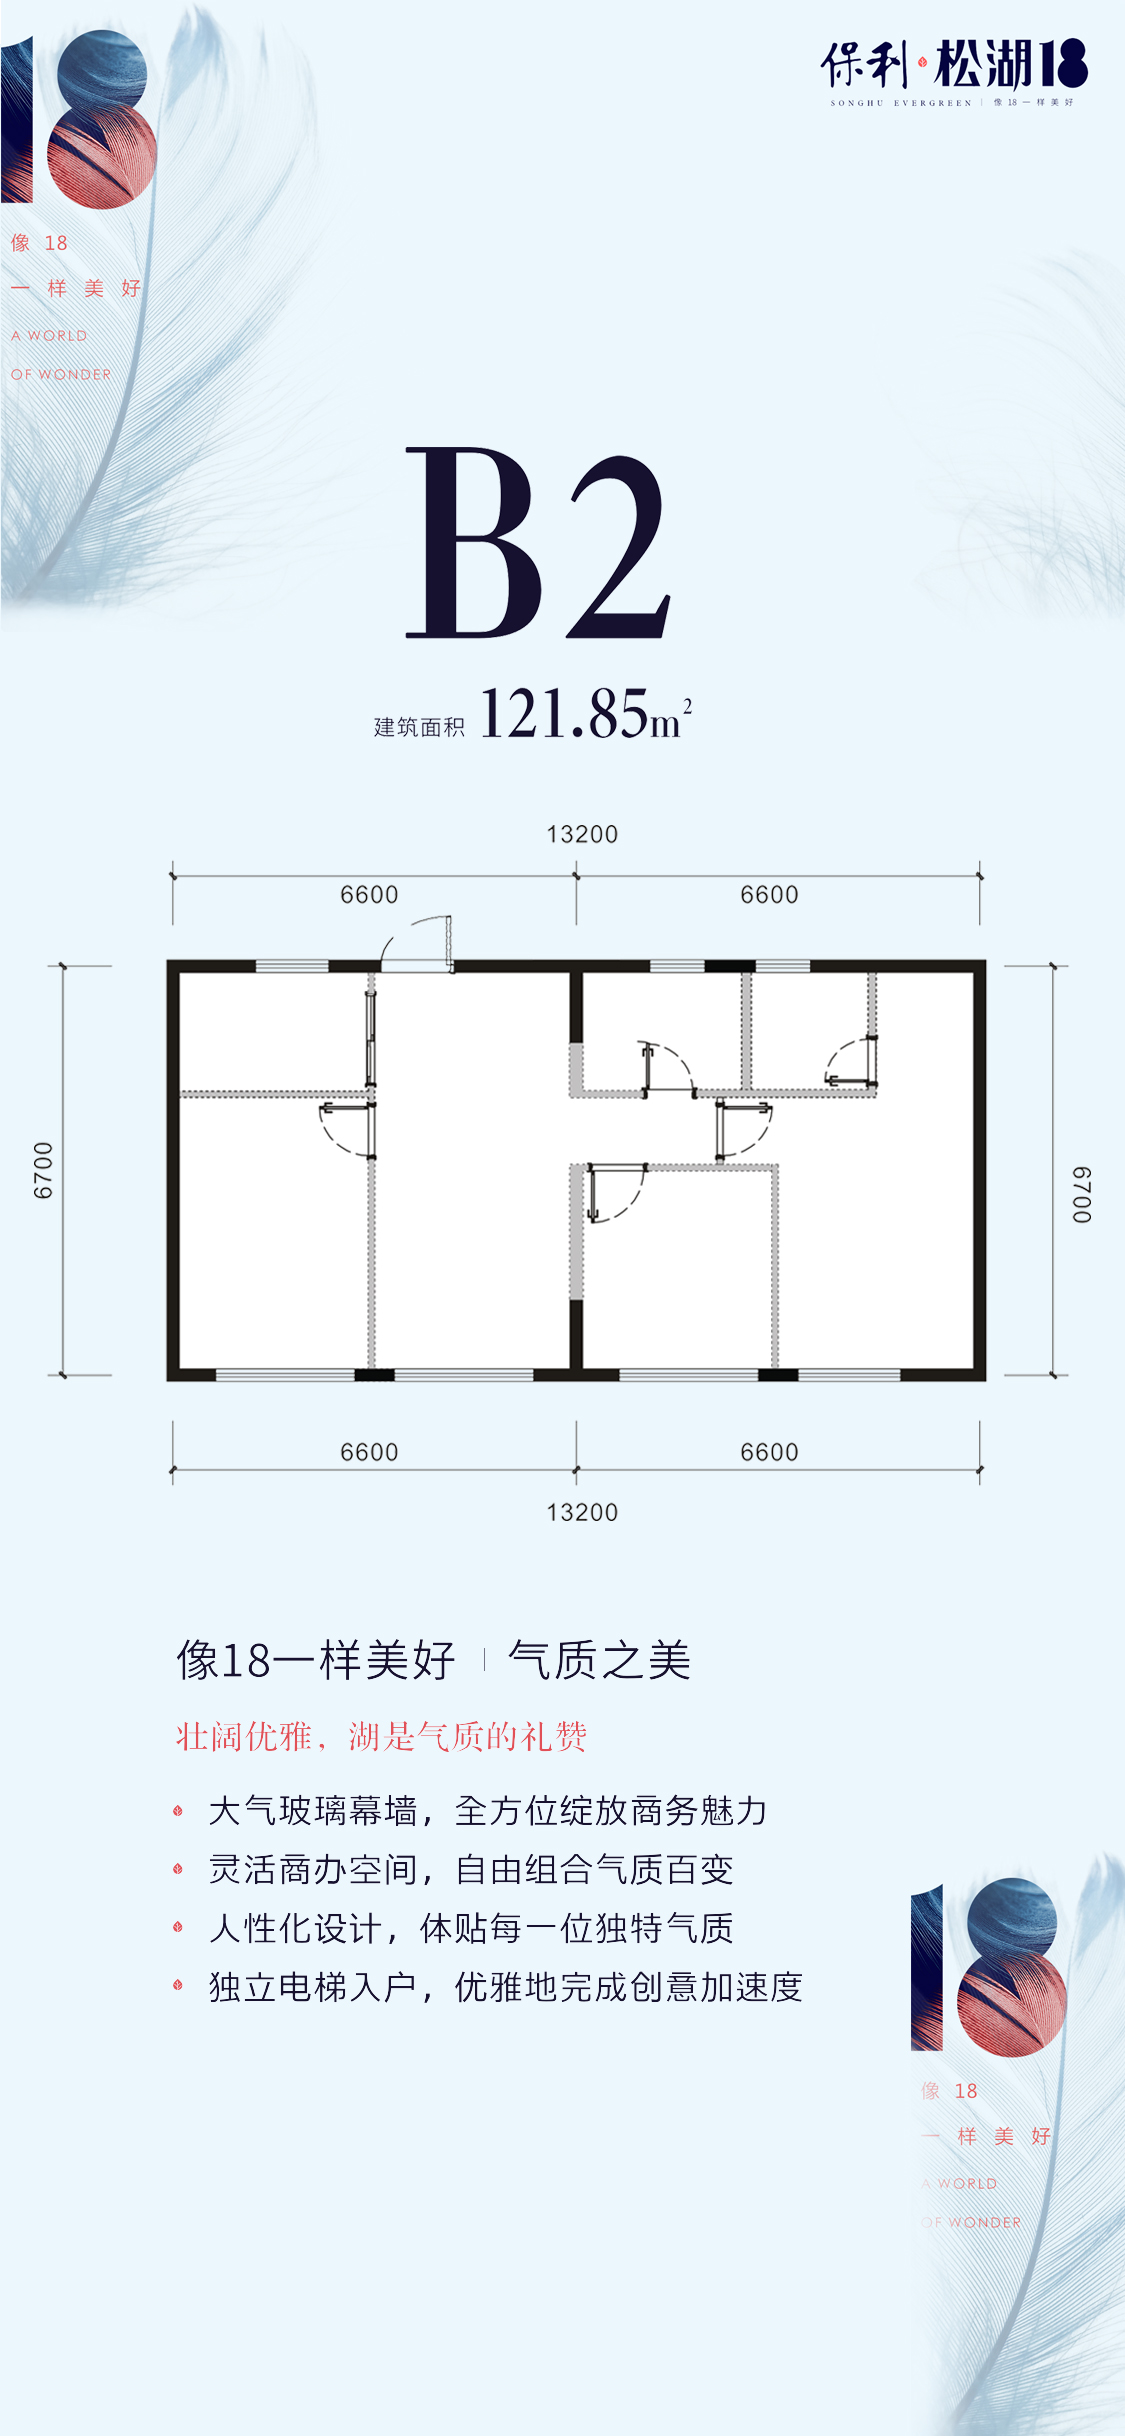 18
像 18
一样美好
A WORLD
OF WONDER
保利·松湖18
SONGHU EVERGREEN | 像18一样美好
B2
建筑面积 121.85m²
13200
6600 6600
6700
6700
6600 6600
13200
像18一样美好 | 气质之美
壮阔优雅，湖是气质的礼赞
大气玻璃幕墙，全方位绽放商务魅力
灵活商办空间，自由组合气质百变
人性化设计，体贴每一位独特气质
独立电梯入户，优雅地完成创意加速度
18
像 18
一样美好
A WORLD
OF WONDER